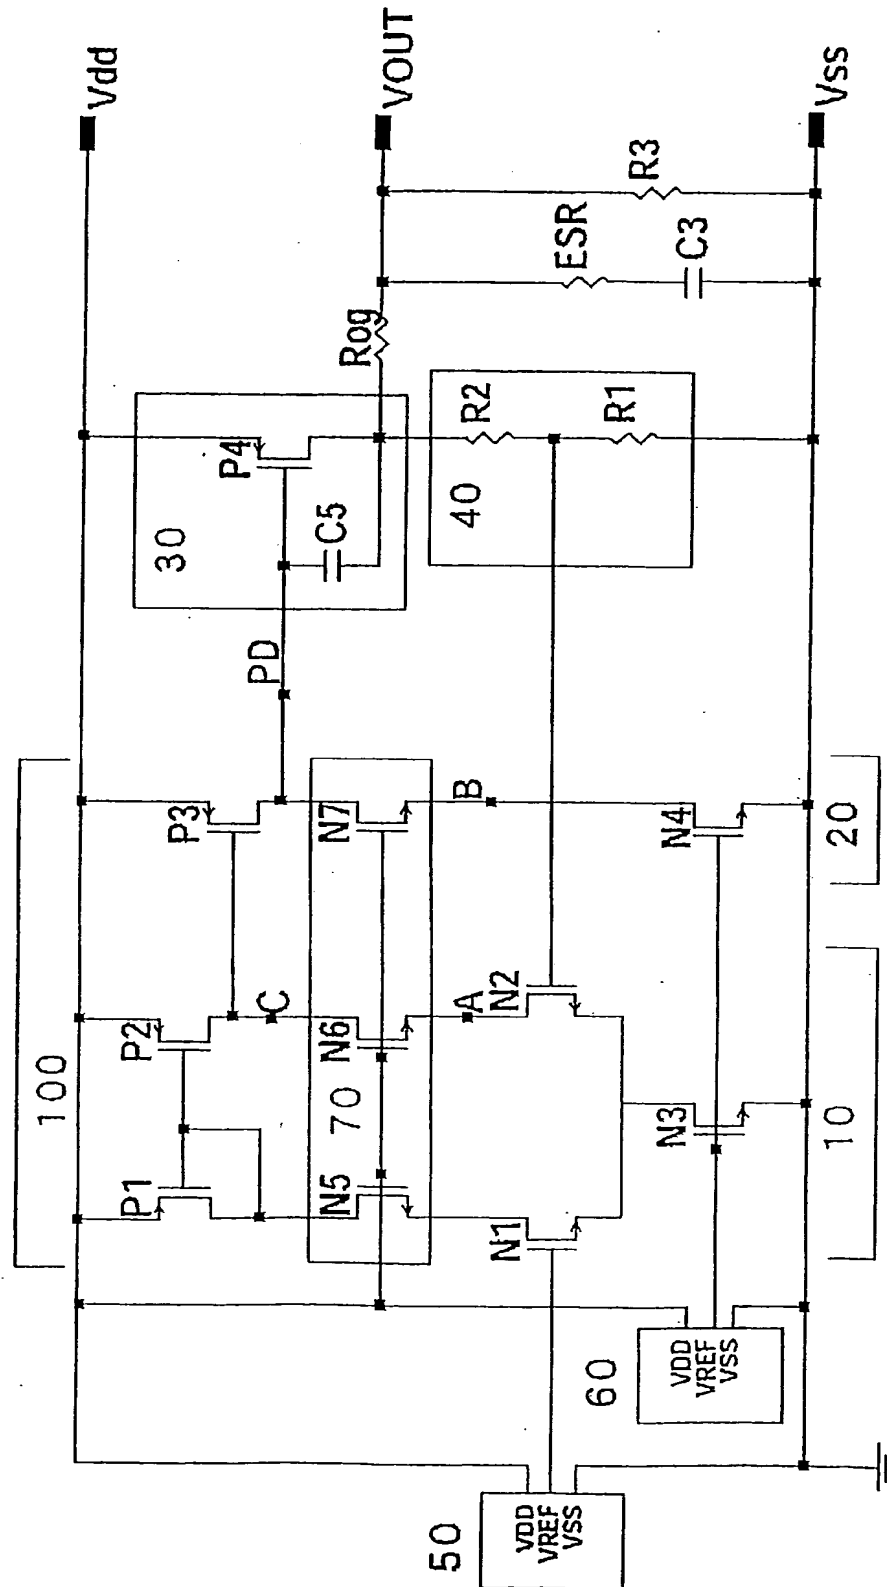 Vdd
VOUT
Vss
R3
ESR
C3
Rog
R2
R1
P4
30
C5
40
PD
P3
N7
B
N4
20
100
P2
C
N6
A
N2
70
P1
N5
N1
N3
10
60
VDD
VREF
VSS
50
VDD
VREF
VSS